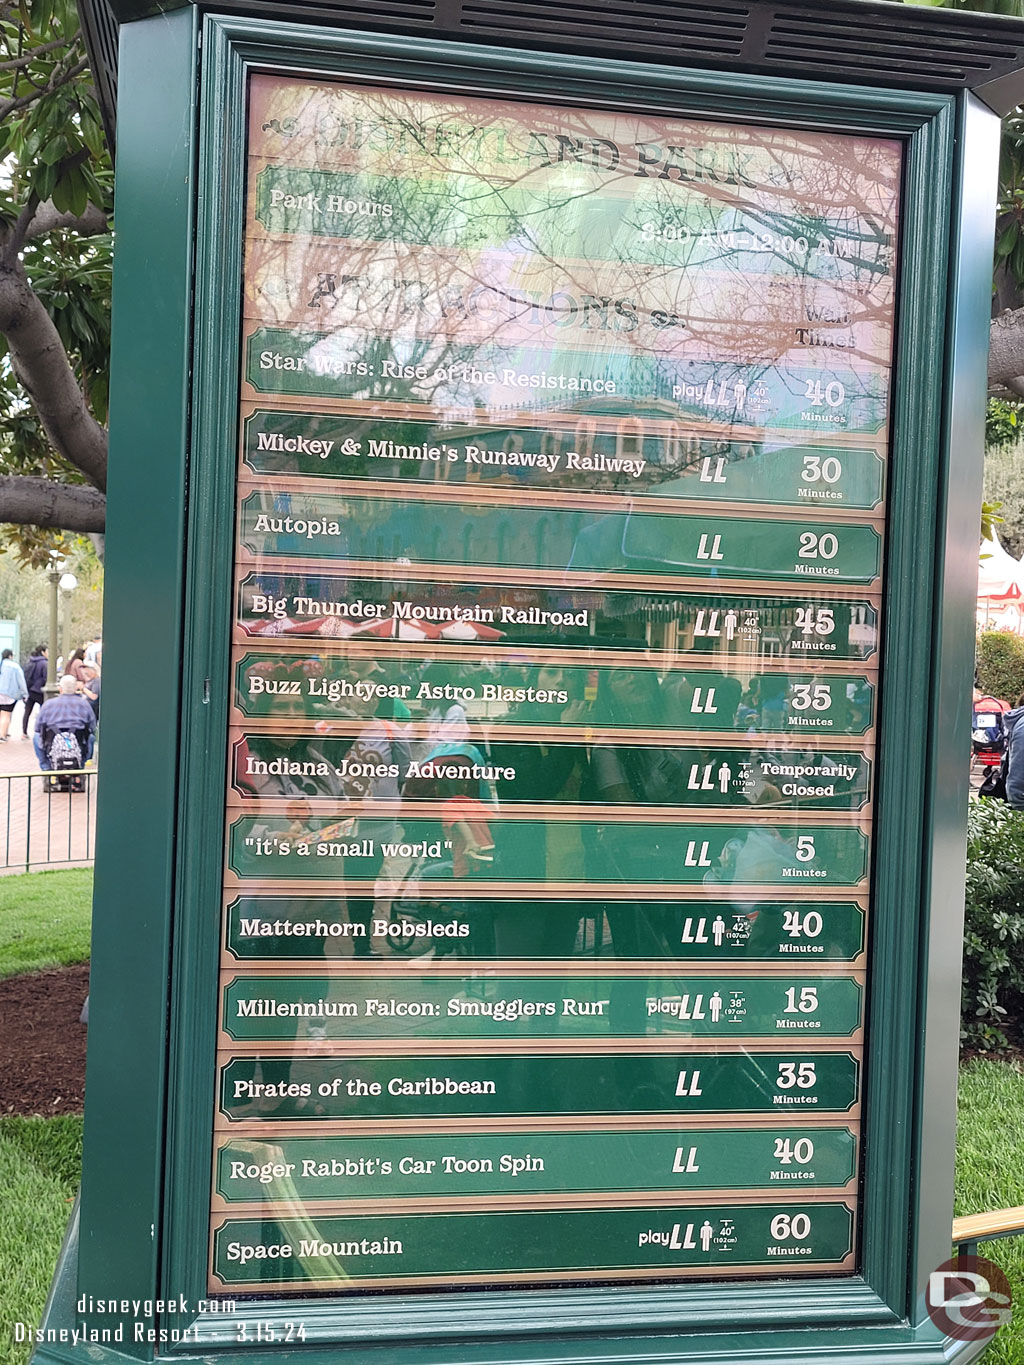 DISNEYLAND PARK
Park Hours
8:00 AM–12:00 AM
ATTRACTIONS
Wait
Times
Star Wars: Rise of the Resistance play LL 40" (102cm) 40
Minutes
Mickey & Minnie's Runaway Railway LL 30
Minutes
Autopia LL 20
Minutes
Big Thunder Mountain Railroad LL 40" (102cm) 45
Minutes
Buzz Lightyear Astro Blasters LL 35
Minutes
Indiana Jones Adventure LL 46" (117cm) Temporarily
Closed
"it's a small world" LL 5
Minutes
Matterhorn Bobsleds LL 42" (107cm) 40
Minutes
Millennium Falcon: Smugglers Run play LL 38" (97cm) 15
Minutes
Pirates of the Caribbean LL 35
Minutes
Roger Rabbit's Car Toon Spin LL 40
Minutes
Space Mountain play LL 40" (102cm) 60
Minutes
disneygeek.com
Disneyland Resort - 3.15.24
DG